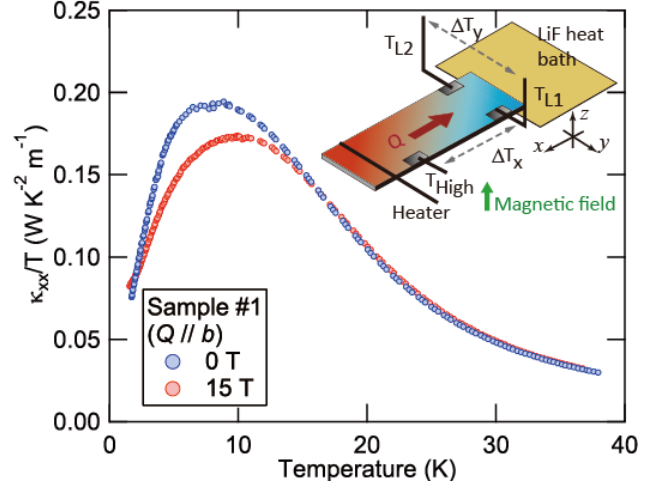 0.25
0.20
0.15
0.10
0.05
0.00
κxx/T (W K⁻² m⁻¹)
0
10
20
30
40
Temperature (K)
Sample #1
(Q // b)
0 T
15 T
ΔTy
LiF heat
bath
TL2
TL1
Q
ΔTx
THigh
Heater
z
x
y
Magnetic field